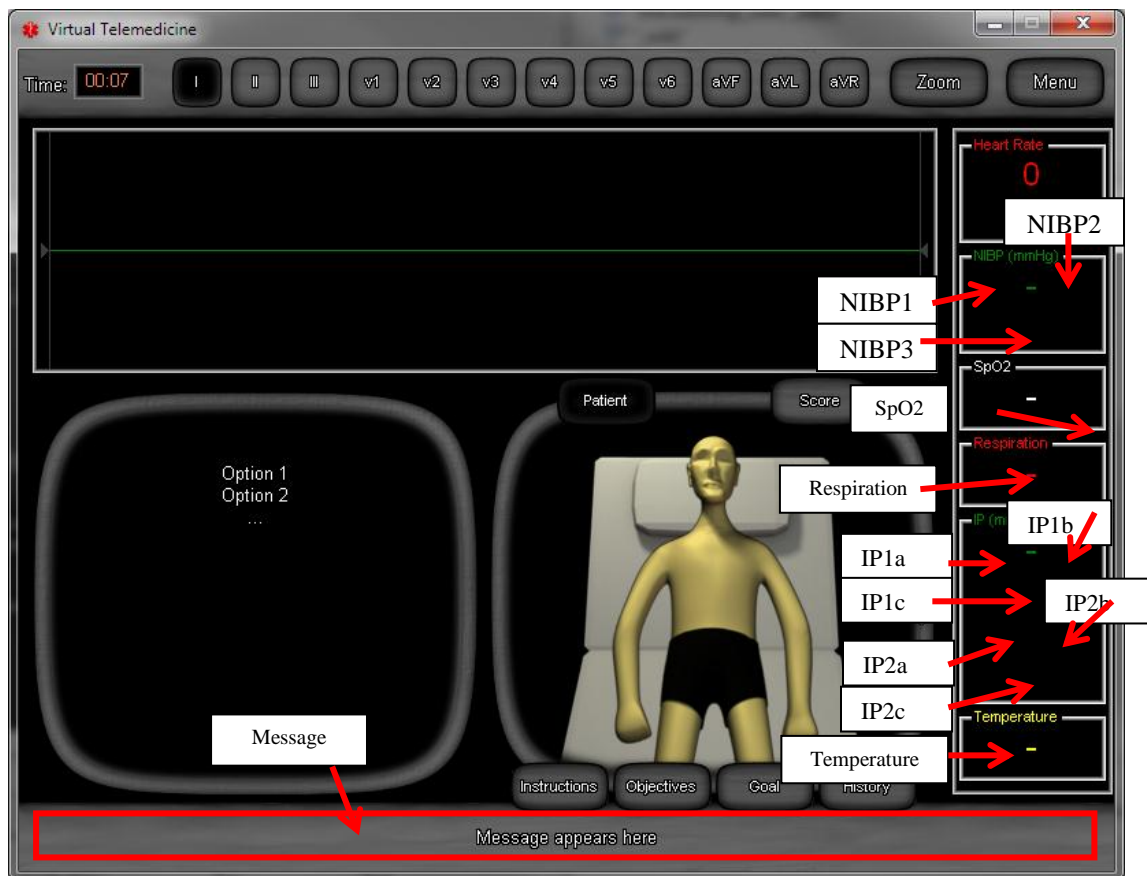 Virtual Telemedicine
Time: 00:07 I II III v1 v2 v3 v4 v5 v6 aVF aVL aVR Zoom Menu
Heart Rate
0
NIBP2
NIBP (mmHg)
-
NIBP1
NIBP3
SpO2
-
Patient Score SpO2
Respiration
-
Option 1
Option 2
...
Respiration
IP1b
-
IP1a
IP1c
IP2a
IP2c
Temperature
-
Message
Temperature
Instructions Objectives Goal History
Message appears here